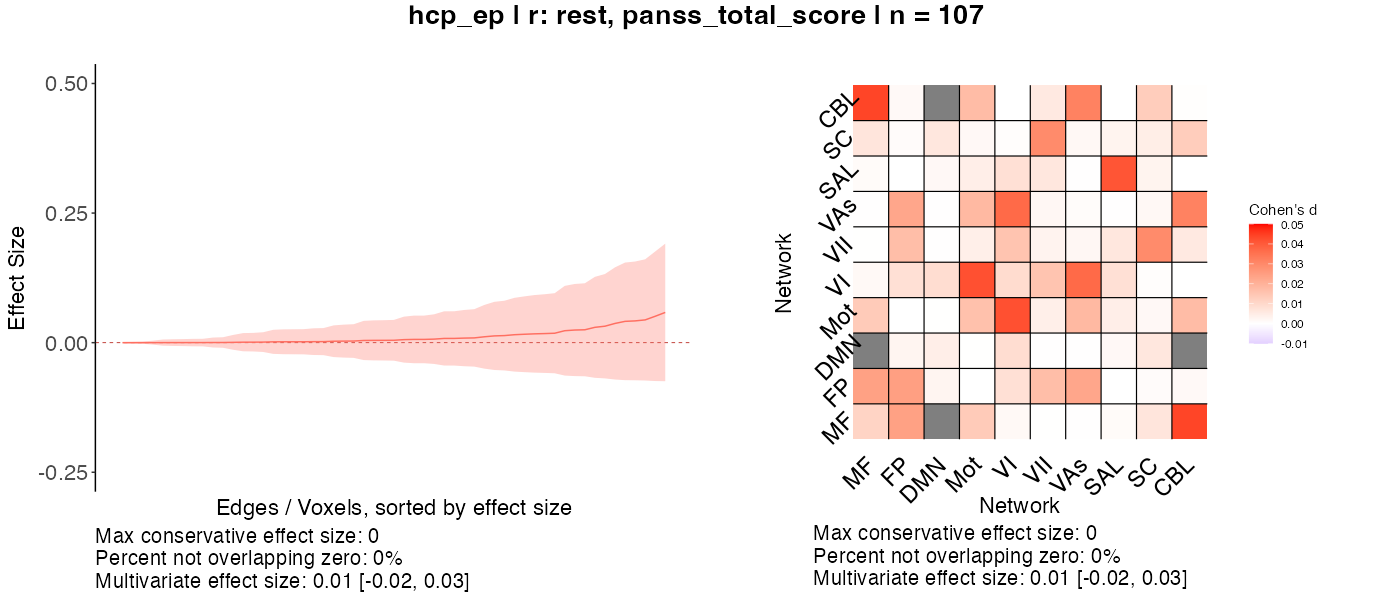 hcp_ep | r: rest, panss_total_score | n = 107
0.50
0.25
0.00
-0.25
Effect Size
Edges / Voxels, sorted by effect size
Max conservative effect size: 0
Percent not overlapping zero: 0%
Multivariate effect size: 0.01 [-0.02, 0.03]
Network
CBL
SC
SAL
VAs
VII
VI
Mot
DMN
FP
MF
MF
FP
DMN
Mot
VI
VII
VAs
SAL
SC
CBL
Network
Max conservative effect size: 0
Percent not overlapping zero: 0%
Multivariate effect size: 0.01 [-0.02, 0.03]
Cohen's d
0.05
0.04
0.03
0.02
0.01
0.00
-0.01